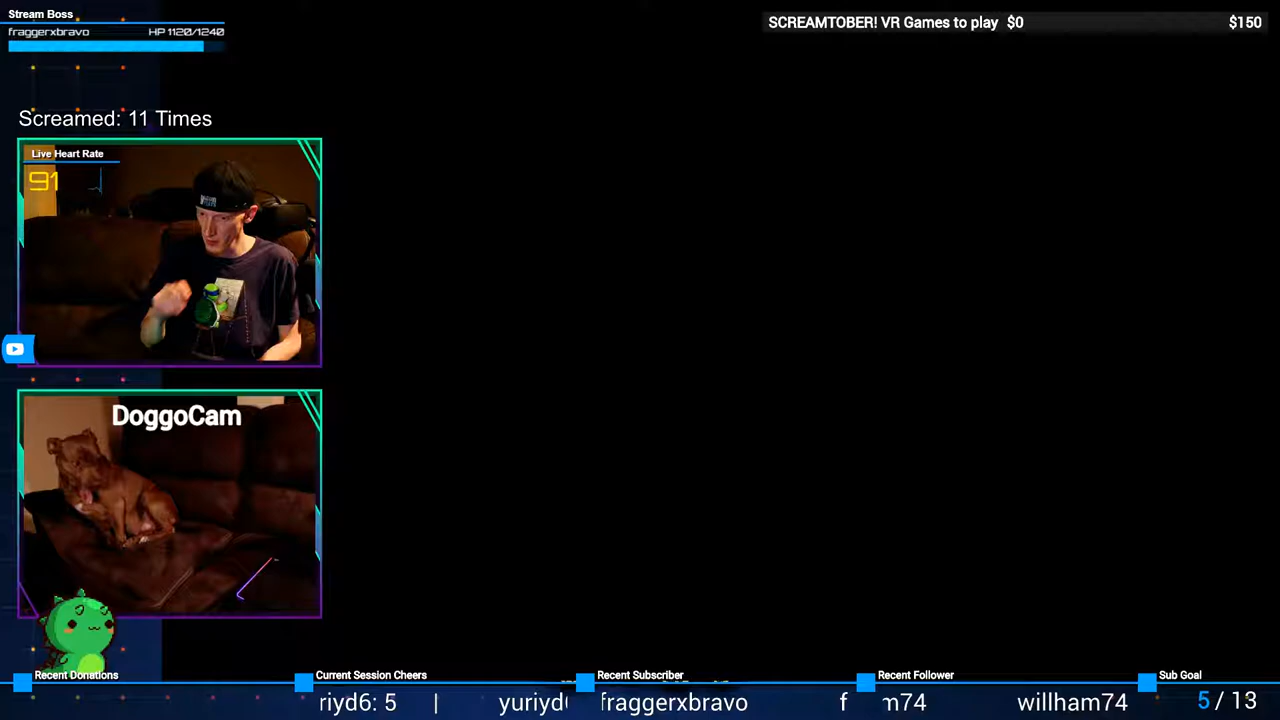 Stream Boss
fraggerxbravo HP 1120/1240
SCREAMTOBER! VR Games to play $0 $150
Screamed: 11 Times
Live Heart Rate
91
DoggoCam
Recent Donations
Current Session Cheers
riyd6: 5 | yuriyd
Recent Subscriber
fraggerxbravo f
Recent Follower
m74 willham74
Sub Goal
5 / 13